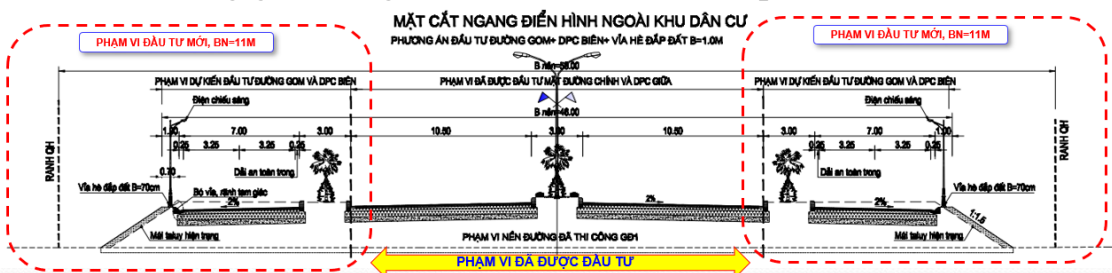 MẶT CẮT NGANG ĐIỂN HÌNH NGOÀI KHU DÂN CƯ
PHƯƠNG ÁN ĐẦU TƯ ĐƯỜNG GOM+ DPC BIÊN+ VỈA HÈ ĐẮP ĐẤT B=1.0M
PHẠM VI ĐẦU TƯ MỚI, BN=11M
PHẠM VI ĐẦU TƯ MỚI, BN=11M
B nền=58.00
PHẠM VI DỰ KIẾN ĐẦU TƯ ĐƯỜNG GOM VÀ DPC BIÊN
PHẠM VI ĐÃ ĐƯỢC ĐẦU TƯ MẶT ĐƯỜNG CHÍNH VÀ DPC GIỮA
PHẠM VI DỰ KIẾN ĐẦU TƯ ĐƯỜNG GOM VÀ DPC BIÊN
Điện chiếu sáng
Điện chiếu sáng
B nền=46.00
1.00 7.00 3.00 10.50 3.00 10.50 3.00 7.00 1.00
0.25 3.25 3.25 0.25
0.25 3.25 3.25 0.25
RANH QH
RANH QH
0.70
Dải an toàn trong
Dải an toàn trong
Vỉa hè đắp đất B=70cm
Bó vỉa, rãnh tam giác
Vỉa hè đắp đất B=70cm
2%
2%
2%
2%
1:1.5
Mái taluy hiện trạng
PHẠM VI NỀN ĐƯỜNG ĐÃ THI CÔNG GĐ1
Mái taluy hiện trạng
PHẠM VI ĐÃ ĐƯỢC ĐẦU TƯ